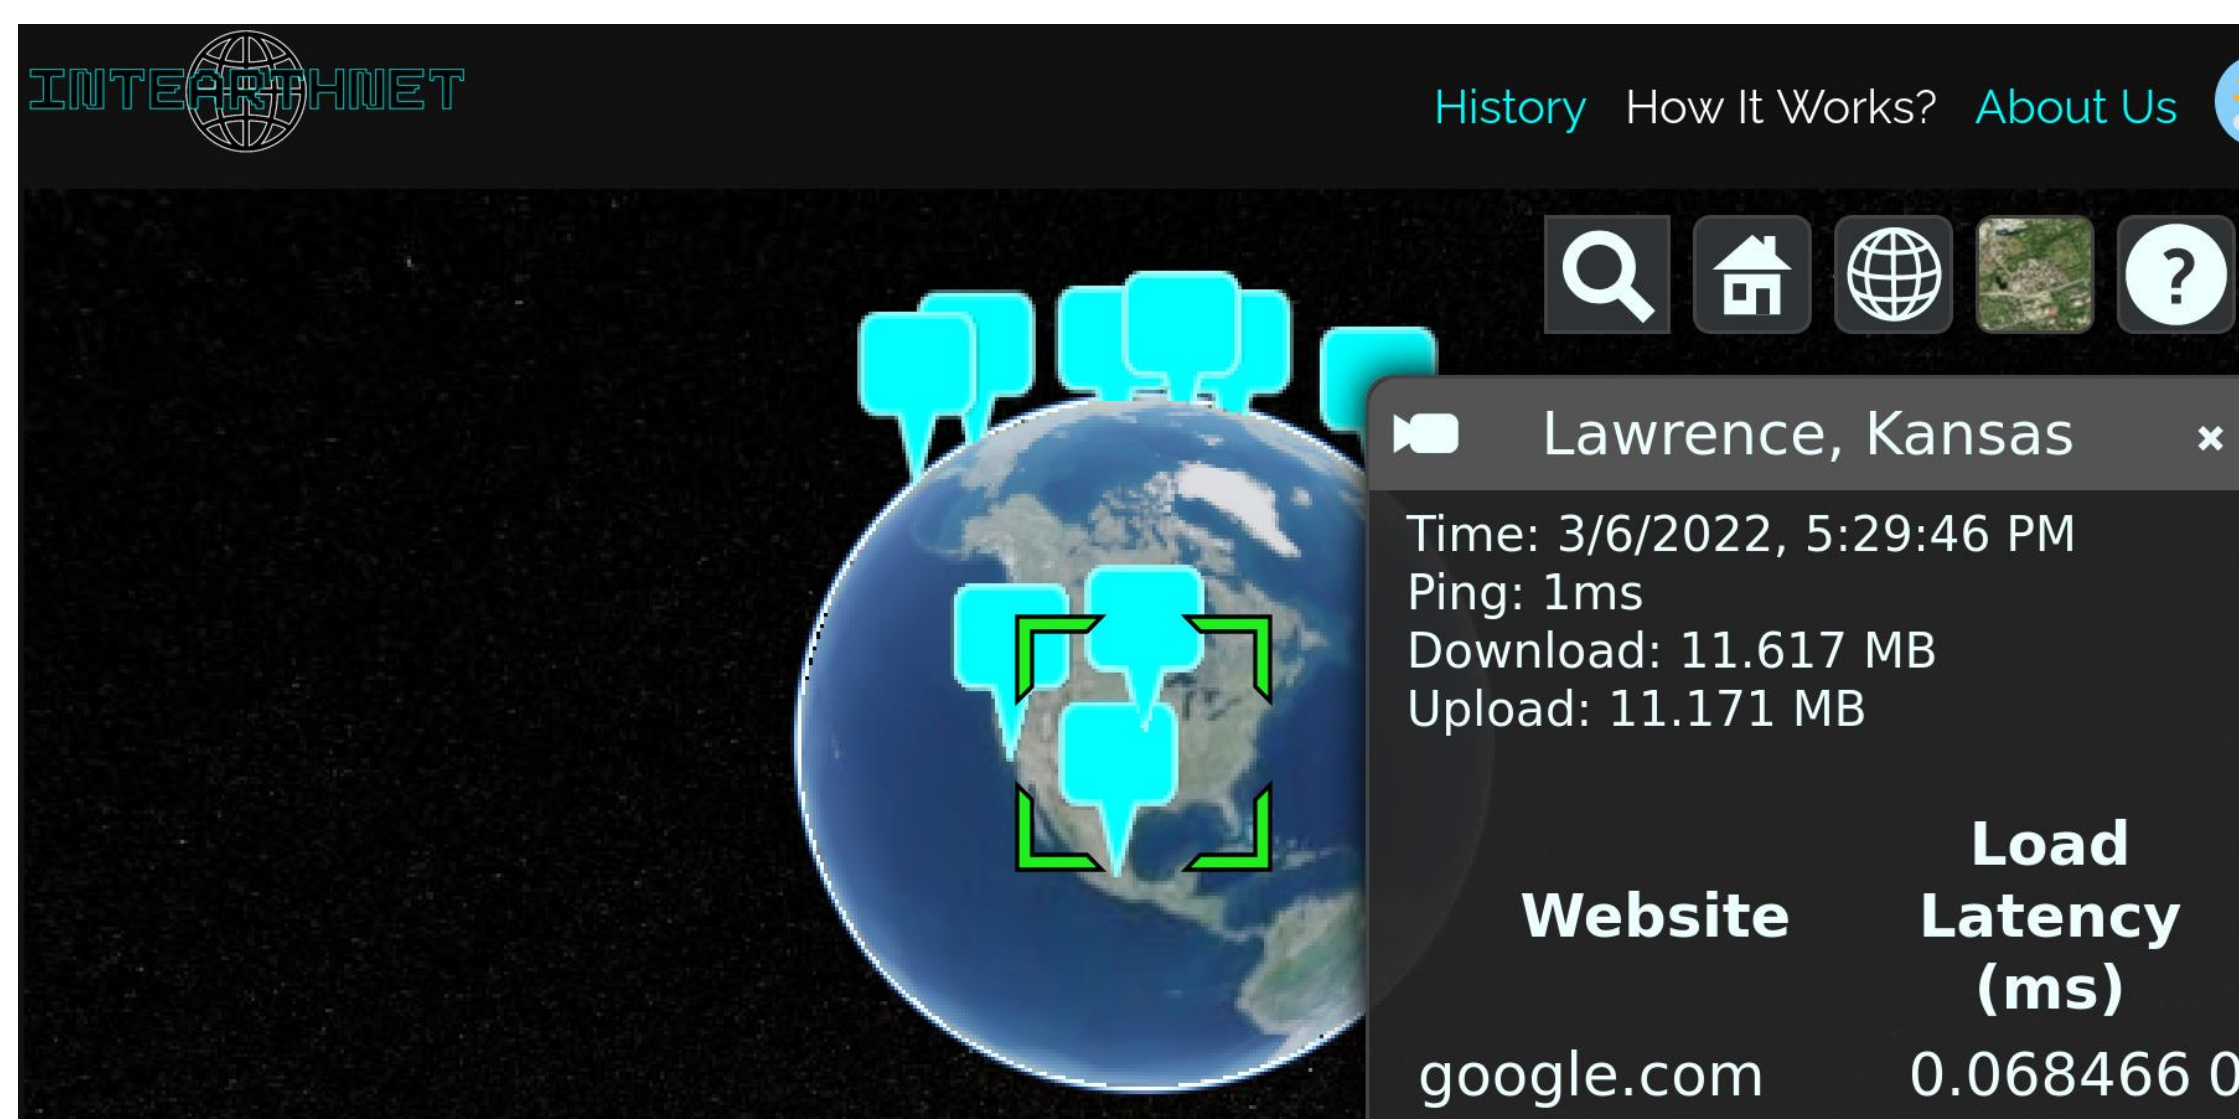 INTEARTHNET
History How It Works? About Us
?
Lawrence, Kansas ×
Time: 3/6/2022, 5:29:46 PM
Ping: 1ms
Download: 11.617 MB
Upload: 11.171 MB
Website Load Latency (ms)
google.com 0.068466 0